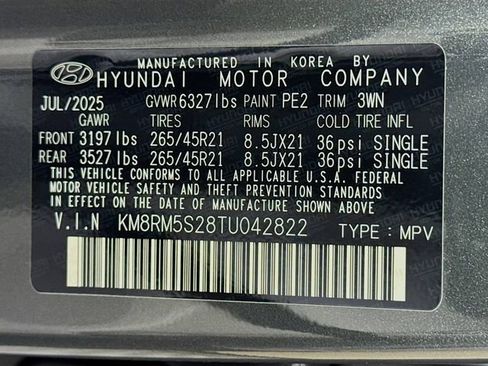 MANUFACTURED IN KOREA BY
HYUNDAI MOTOR COMPANY
JUL/2025 GVWR 6327 lbs PAINT PE2 TRIM 3WN
GAWR TIRES RIMS COLD TIRE INFL
FRONT 3197 lbs 265/45R21 8.5JX21 36psi SINGLE
REAR 3527 lbs 265/45R21 8.5JX21 36psi SINGLE
THIS VEHICLE CONFORMS TO ALL APPLICABLE U.S.A. FEDERAL
MOTOR VEHICLE SAFETY AND THEFT PREVENTION STANDARDS
IN EFFECT ON THE DATE OF MANUFACTURE SHOWN ABOVE.
V.I.N KM8RM5S28TU042822 TYPE : MPV